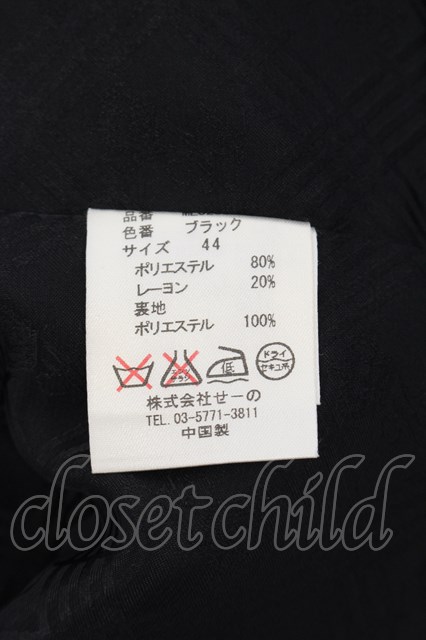 品番
色番 ブラック
サイズ 44
ポリエステル 80%
レーヨン 20%
裏地
ポリエステル 100%
低
ドライ
セキユ系
株式会社せーの
TEL. 03-5771-3811
中国製
closetchild